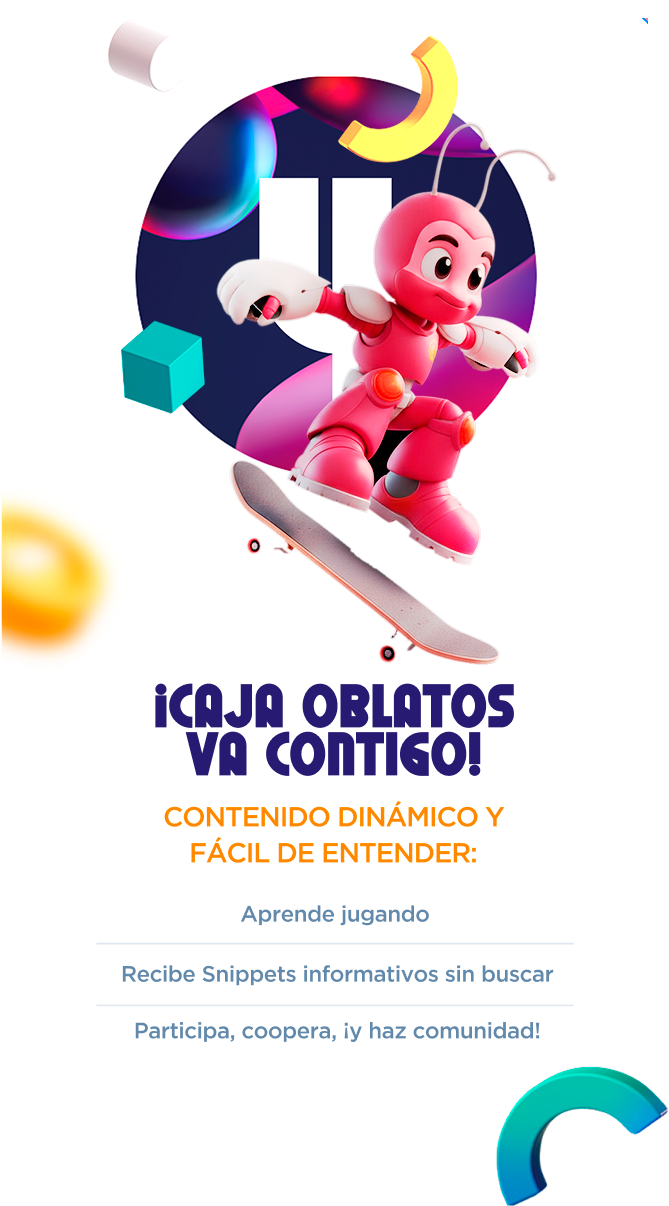 ¡CAJA OBLATOS
VA CONTIGO!
CONTENIDO DINÁMICO Y
FÁCIL DE ENTENDER:
Aprende jugando
Recibe Snippets informativos sin buscar
Participa, coopera, ¡y haz comunidad!